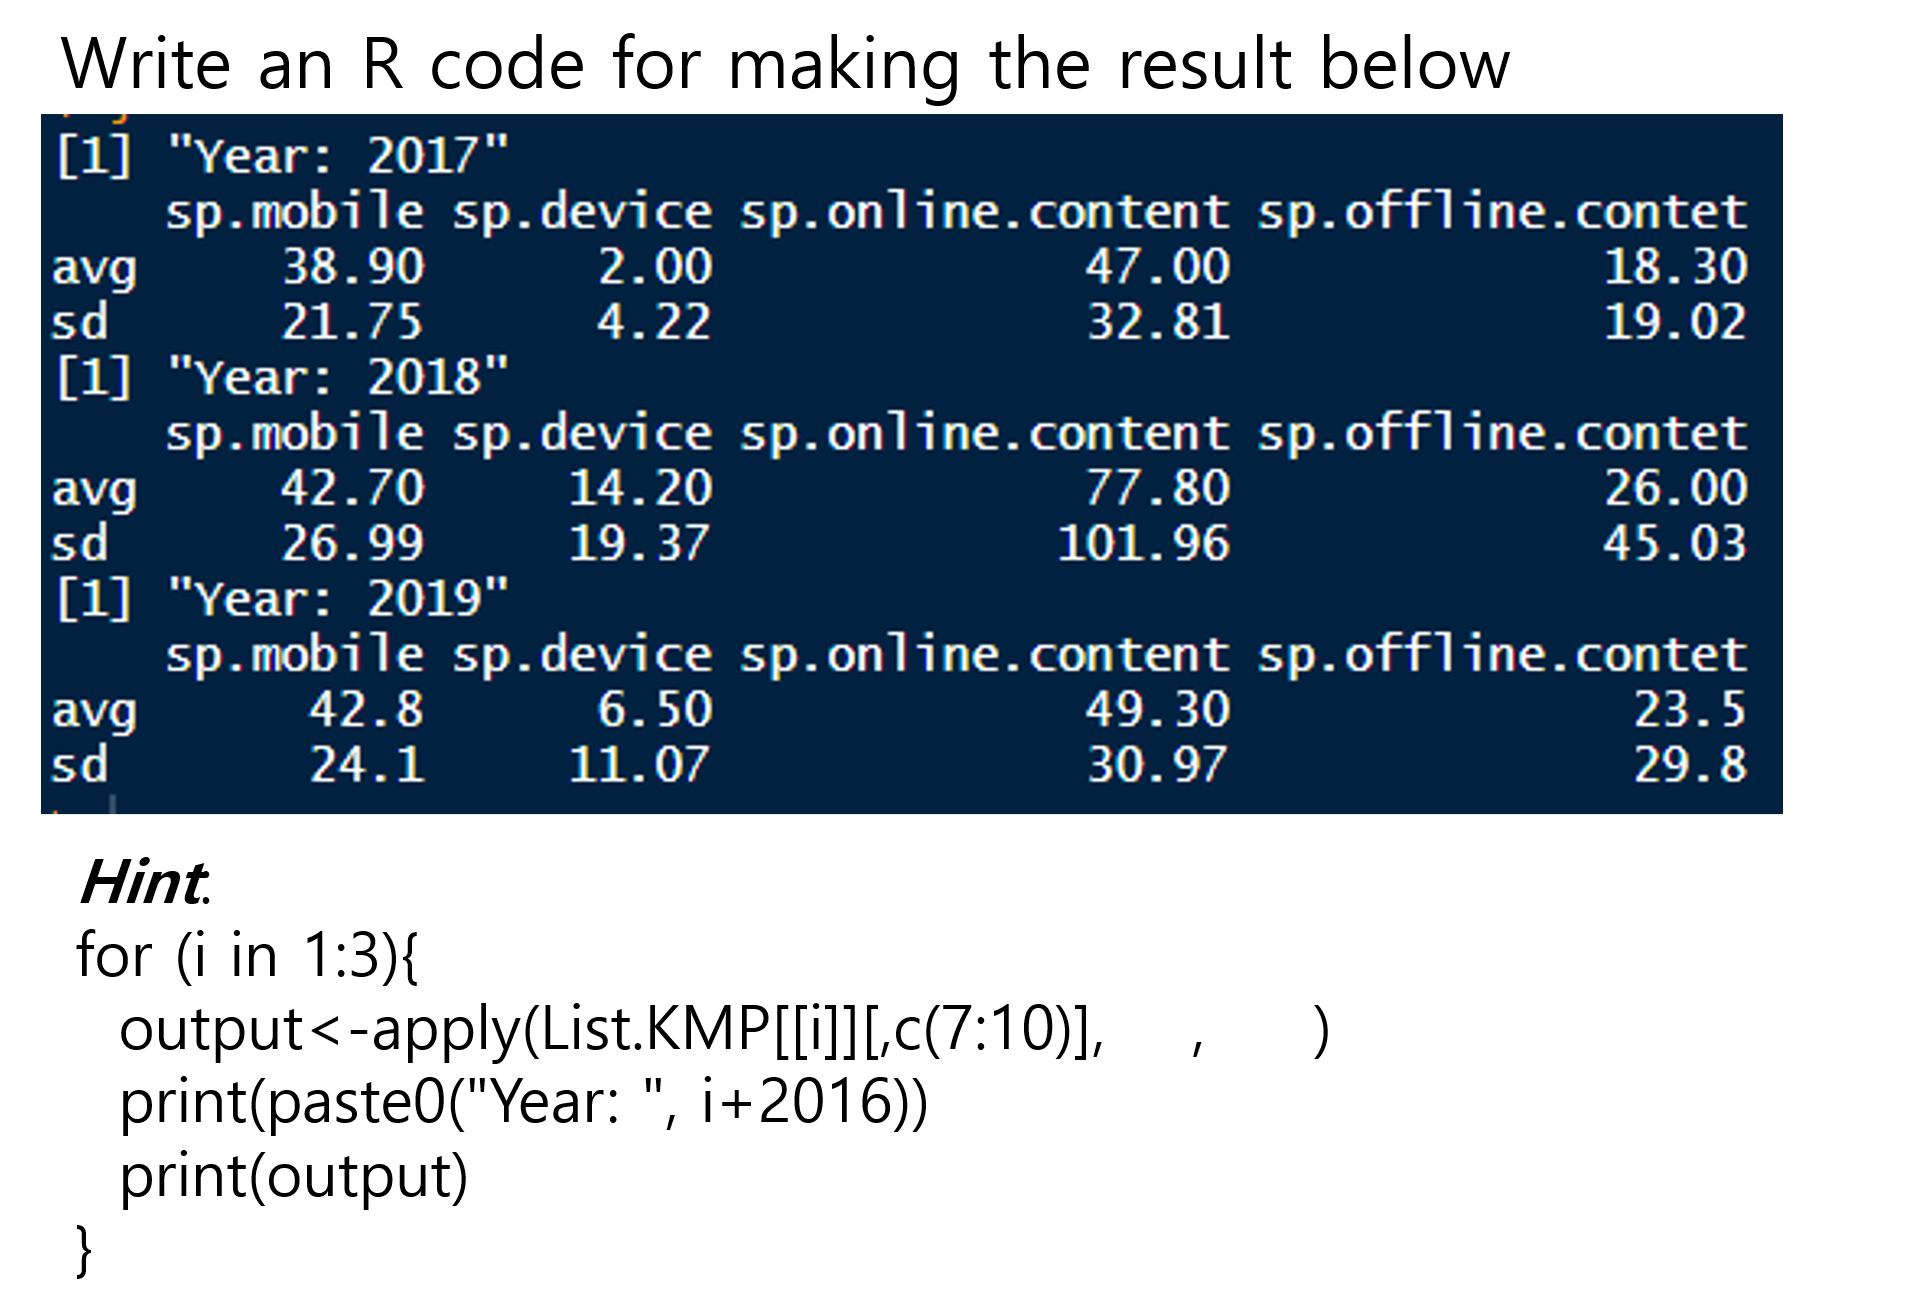 Write an R code for making the result below
[1] "Year: 2017"
sp.mobile sp.device sp.online.content sp.offline.contet
avg 38.90 2.00 47.00 18.30
sd 21.75 4.22 32.81 19.02
[1] "Year: 2018"
sp.mobile sp.device sp.online.content sp.offline.contet
avg 42.70 14.20 77.80 26.00
sd 26.99 19.37 101.96 45.03
[1] "Year: 2019"
sp.mobile sp.device sp.online.content sp.offline.contet
avg 42.8 6.50 49.30 23.5
sd 24.1 11.07 30.97 29.8
Hint.
for (i in 1:3){
output<-apply(List.KMP[[i]][,c(7:10)], , )
print(paste0("Year: ", i+2016))
print(output)
}